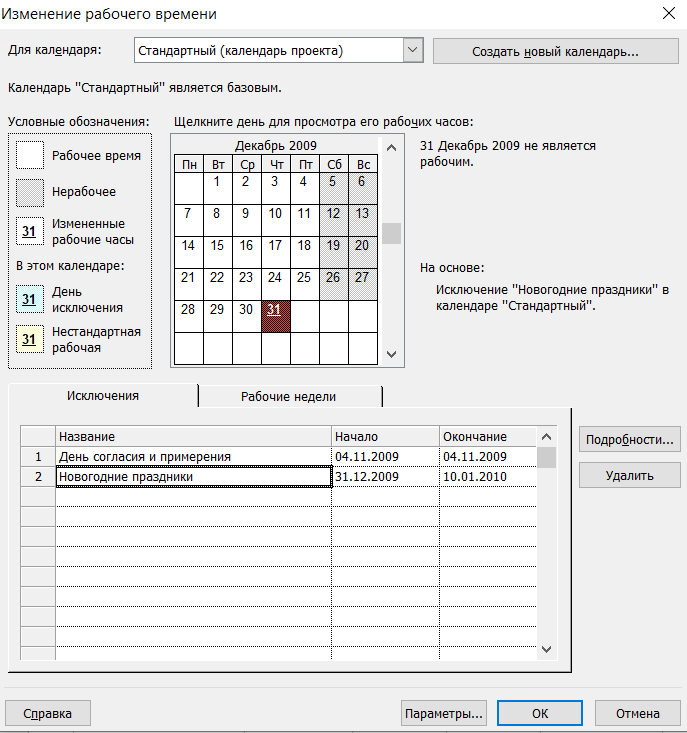 Изменение рабочего времени
Для календаря:
Стандартный (календарь проекта)
Создать новый календарь...
Календарь "Стандартный" является базовым.
Условные обозначения:
Рабочее время
Нерабочее
31 Измененные
рабочие часы
В этом календаре:
31 День
исключения
31 Нестандартная
рабочая
Щелкните день для просмотра его рабочих часов:
Декабрь 2009
Пн Вт Ср Чт Пт Сб Вс
1 2 3 4 5 6
7 8 9 10 11 12 13
14 15 16 17 18 19 20
21 22 23 24 25 26 27
28 29 30 31
31 Декабрь 2009 не является
рабочим.
На основе:
Исключение "Новогодние праздники" в
календаре "Стандартный".
Исключения
Рабочие недели
Название Начало Окончание
1 День согласия и примерения 04.11.2009 04.11.2009
2 Новогодние праздники 31.12.2009 10.01.2010
Подробности...
Удалить
Справка
Параметры...
ОК
Отмена